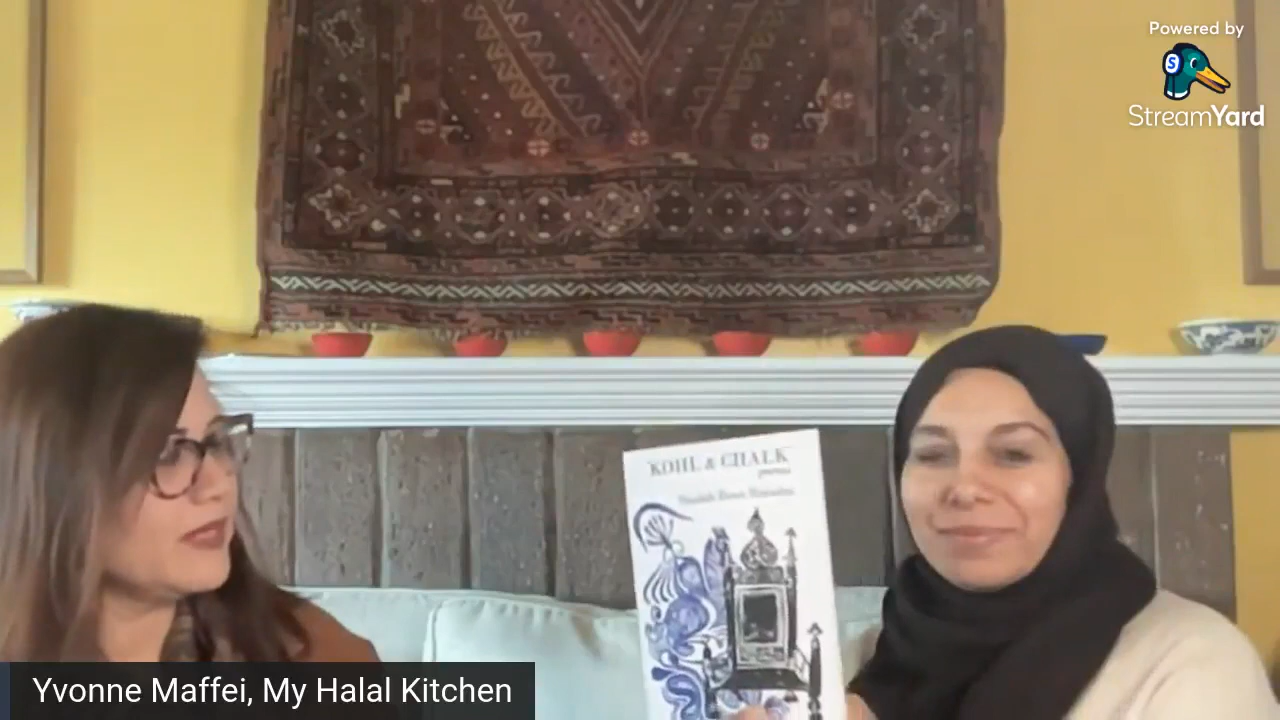 Powered by
S
StreamYard
KOHL & CHALK
poems
Yvonne Maffei, My Halal Kitchen